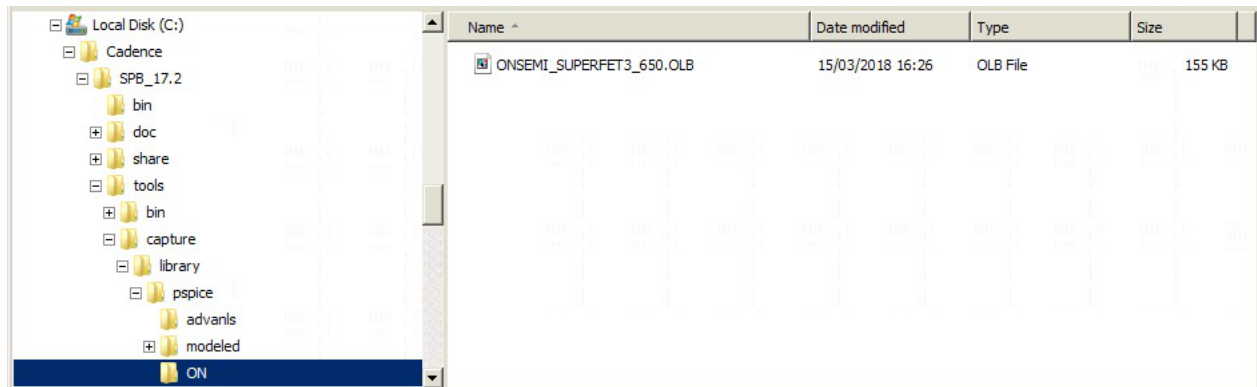 Local Disk (C:)
Cadence
SPB_17.2
bin
doc
share
tools
bin
capture
library
pspice
advanls
modeled
ON
Name Date modified Type Size
ONSEMI_SUPERFET3_650.OLB 15/03/2018 16:26 OLB File 155 KB